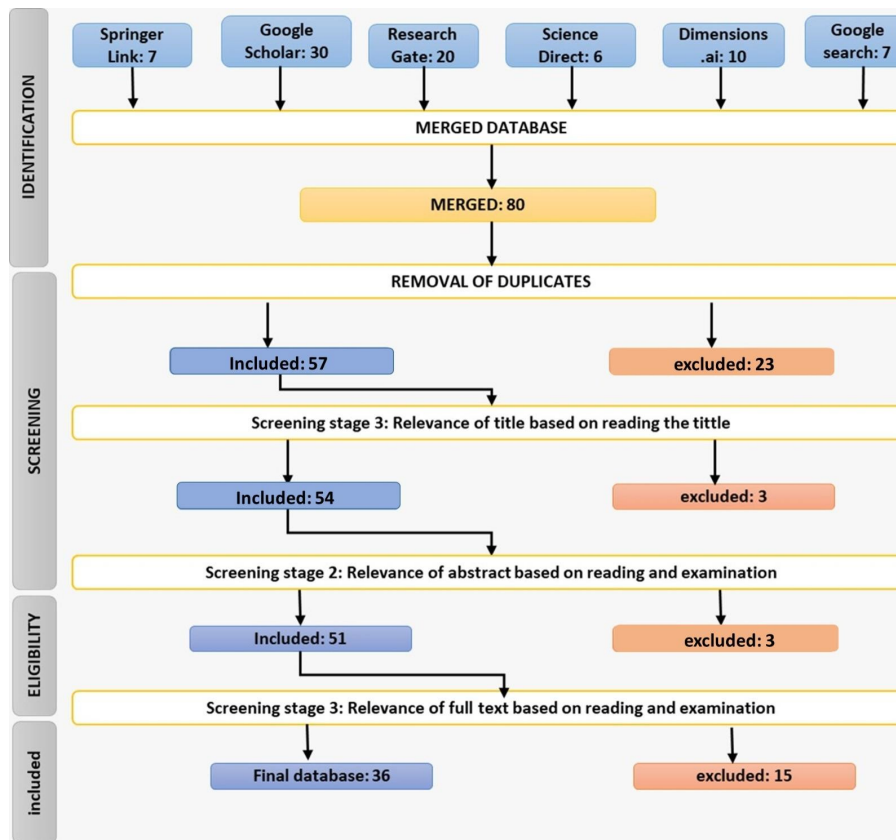 Springer
Link: 7
Google
Scholar: 30
Research
Gate: 20
Science
Direct: 6
Dimensions
.ai: 10
Google
search: 7
IDENTIFICATION
MERGED DATABASE
MERGED: 80
SCREENING
REMOVAL OF DUPLICATES
Included: 57
excluded: 23
Screening stage 3: Relevance of title based on reading the tittle
Included: 54
excluded: 3
Screening stage 2: Relevance of abstract based on reading and examination
ELIGIBILITY
Included: 51
excluded: 3
Screening stage 3: Relevance of full text based on reading and examination
included
Final database: 36
excluded: 15